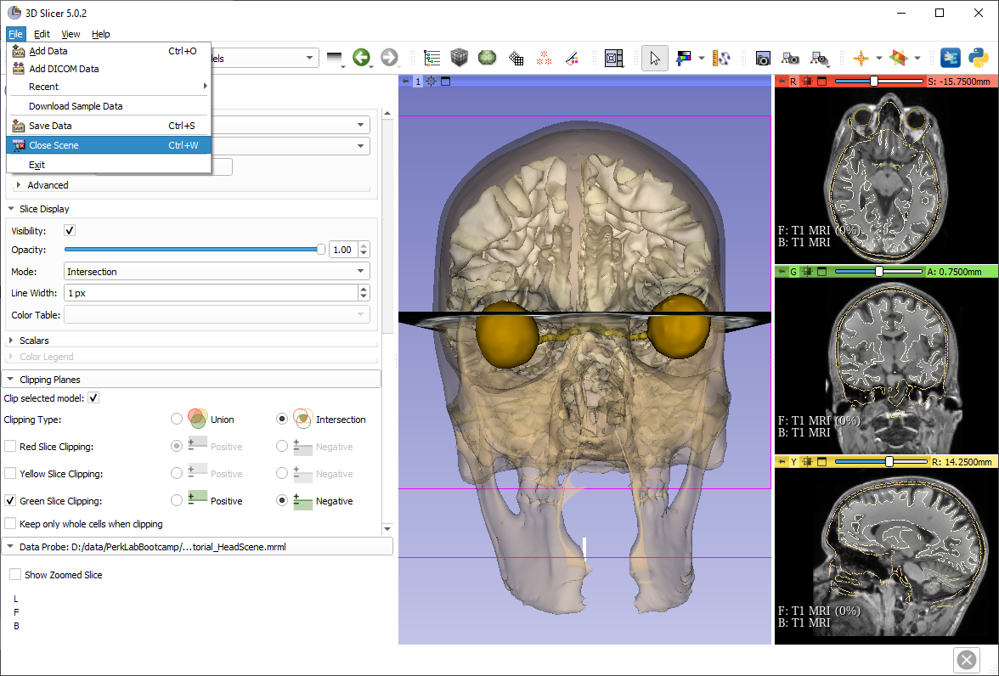 3D Slicer 5.0.2
File Edit View Help
Add Data Ctrl+O
Add DICOM Data
Recent
Download Sample Data
Save Data Ctrl+S
Close Scene Ctrl+W
Exit
dels
Advanced
Slice Display
Visibility:
Opacity: 1.00
Mode: Intersection
Line Width: 1 px
Color Table:
Scalars
Color Legend
Clipping Planes
Clip selected model:
Clipping Type: Union Intersection
Red Slice Clipping: Positive Negative
Yellow Slice Clipping: Positive Negative
Green Slice Clipping: Positive Negative
Keep only whole cells when clipping
Data Probe: D:/data/PerkLabBootcamp/...torial_HeadScene.mrml
Show Zoomed Slice
L
F
B
1
R S: -15.7500mm
F: T1 MRI (0%)
B: T1 MRI
G A: 0.7500mm
F: T1 MRI (0%)
B: T1 MRI
Y R: 14.2500mm
F: T1 MRI (0%)
B: T1 MRI